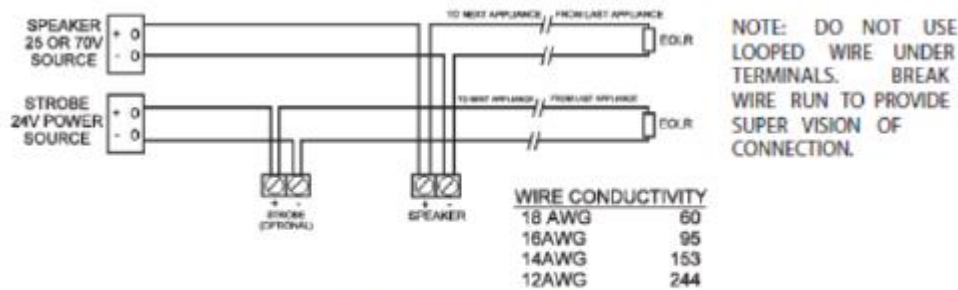 SPEAKER
25 OR 70V
SOURCE
+
-
TO NEXT APPLIANCE
FROM LAST APPLIANCE
EOLR
STROBE
24V POWER
SOURCE
+
-
TO NEXT APPLIANCE
FROM LAST APPLIANCE
EOLR
+ -
STROBE
(OPTIONAL)
+ -
SPEAKER
WIRE CONDUCTIVITY
18 AWG 60
16AWG 95
14AWG 153
12AWG 244
NOTE: DO NOT USE
LOOPED WIRE UNDER
TERMINALS. BREAK
WIRE RUN TO PROVIDE
SUPER VISION OF
CONNECTION.